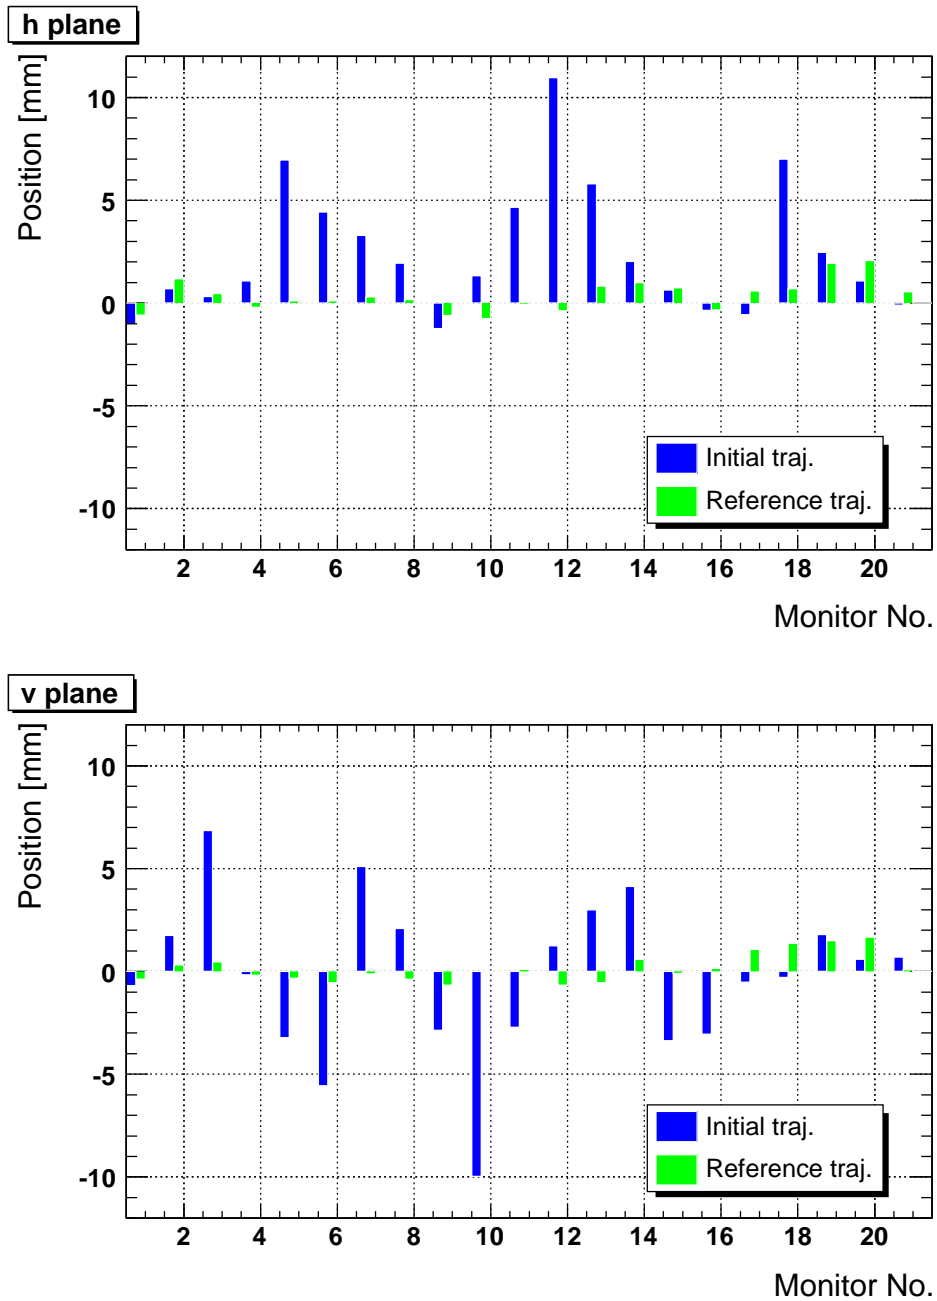 h plane
Position [mm]
10
5
0
-5
-10
Initial traj.
Reference traj.
2 4 6 8 10 12 14 16 18 20
Monitor No.
v plane
Position [mm]
10
5
0
-5
-10
Initial traj.
Reference traj.
2 4 6 8 10 12 14 16 18 20
Monitor No.